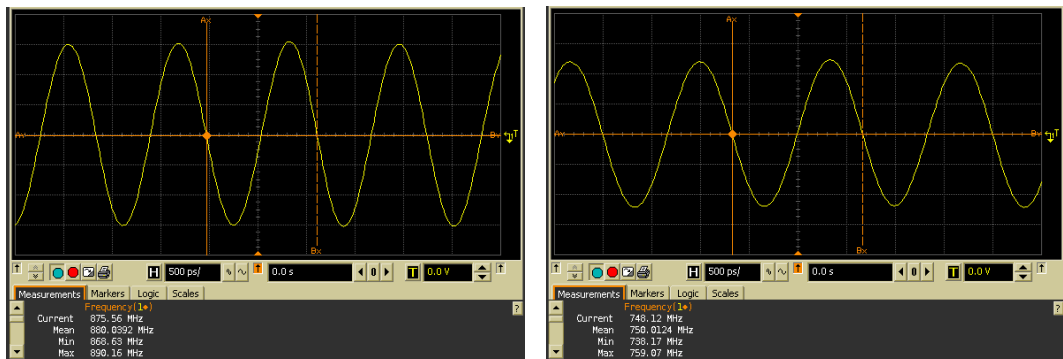 Ax
Ay
By
T
Bx
H 500 ps/ 0.0 s 0 T 0.0 V
Measurements Markers Logic Scales
Frequency(1◆)
?
Current 875.56 MHz
Mean 880.0392 MHz
Min 868.63 MHz
Max 890.16 MHz
Ax
Ay
By
T
Bx
H 500 ps/ 0.0 s 0 T 0.0 V
Measurements Markers Logic Scales
Frequency(1◆)
?
Current 748.12 MHz
Mean 750.0124 MHz
Min 738.17 MHz
Max 759.07 MHz